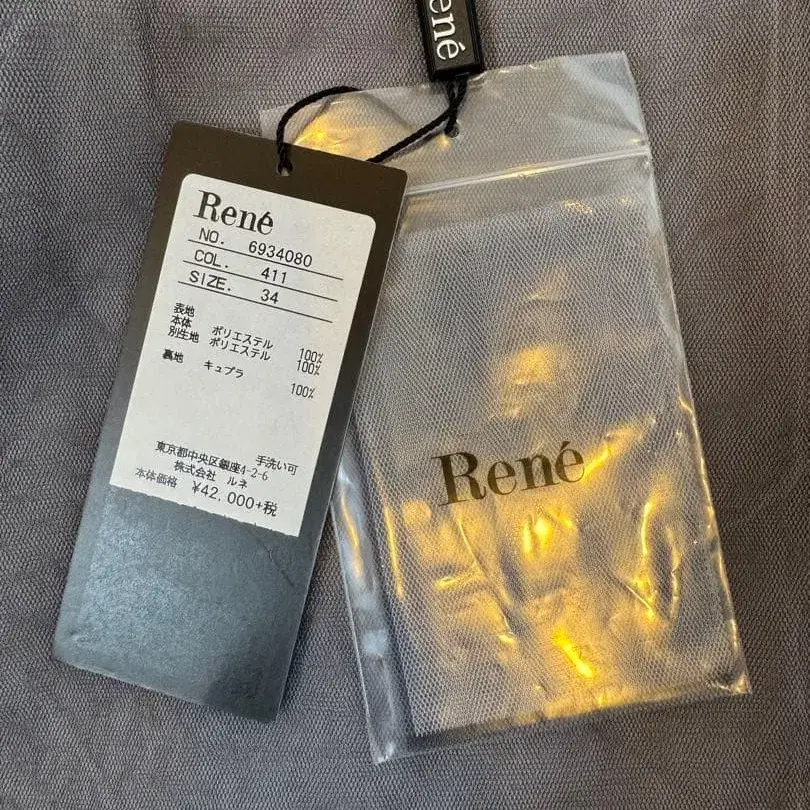 ené
René
NO. 6934080
COL. 411
SIZE. 34
表地
本体 ポリエステル 100%
別生地 ポリエステル 100%
裏地 キュプラ 100%
手洗い可
東京都中央区銀座4-2-6
株式会社 ルネ
本体価格 ¥42.000+税
René